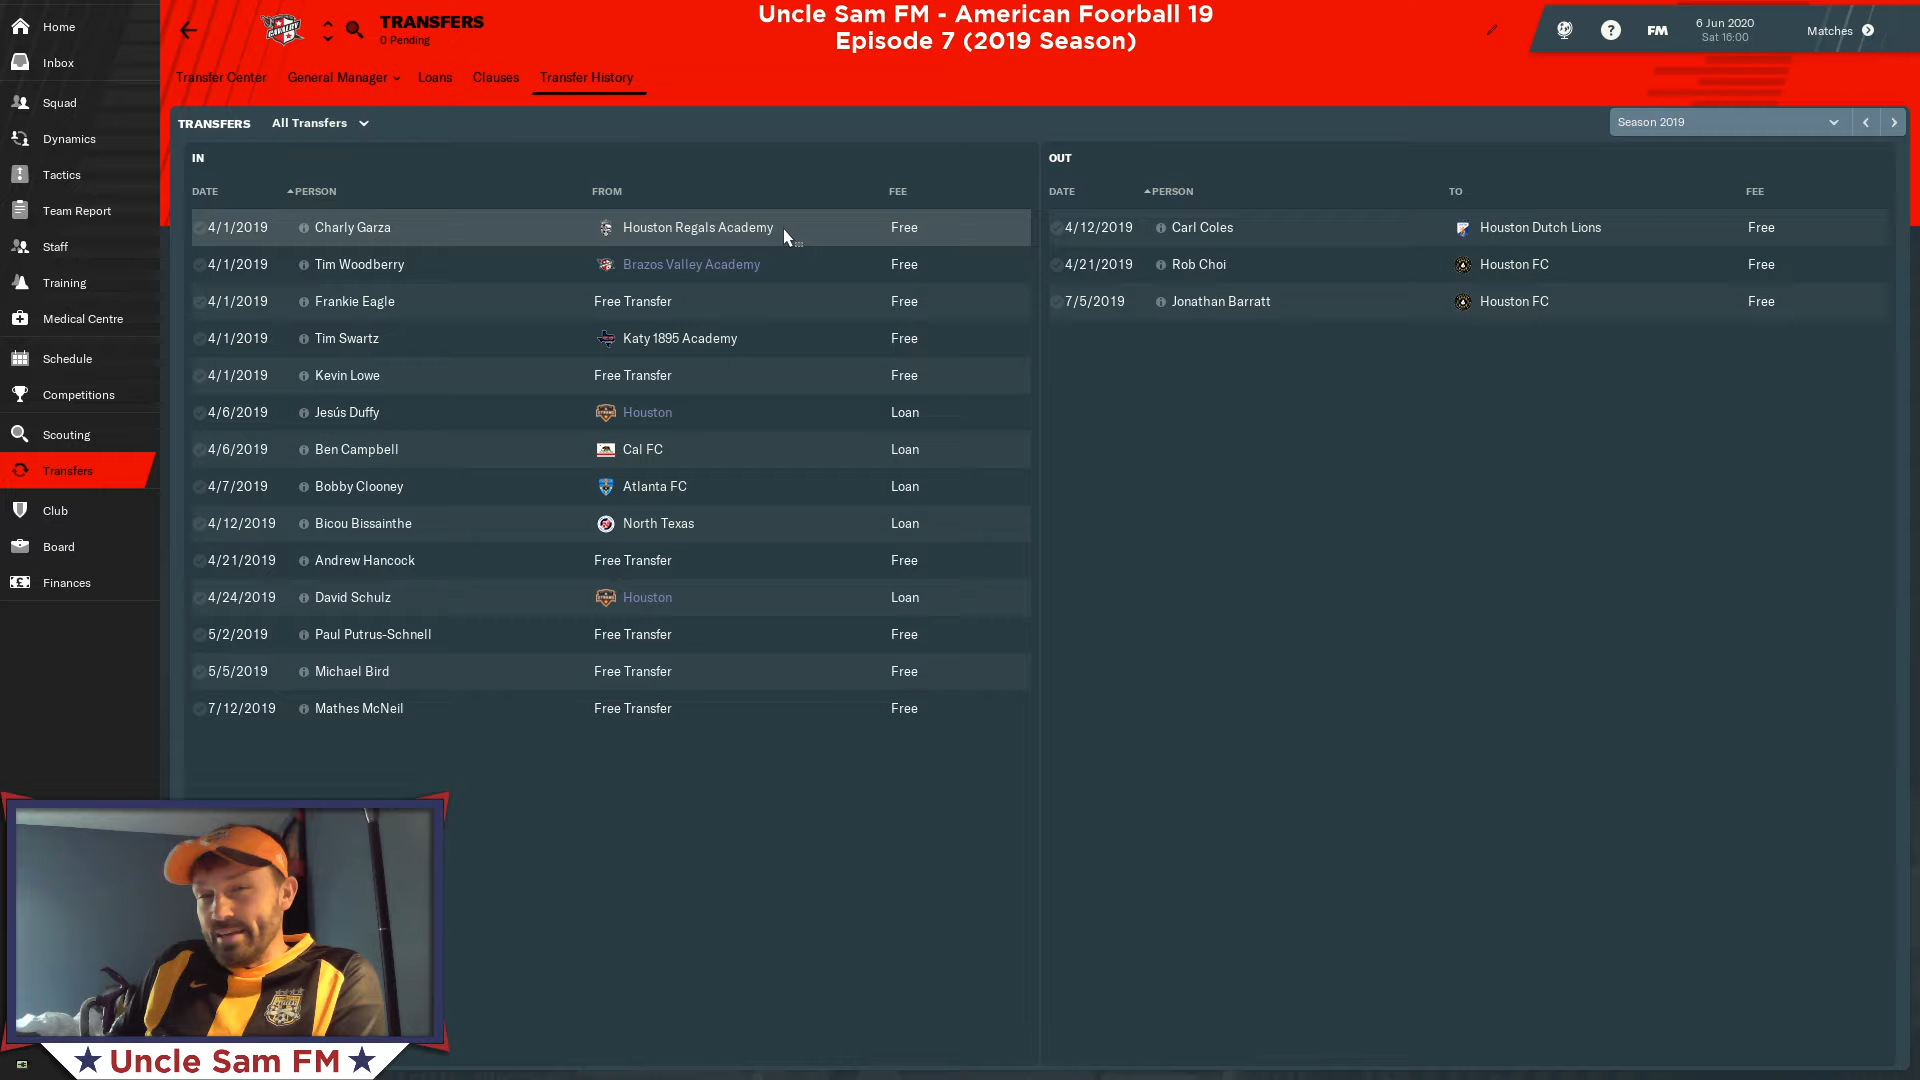 Uncle Sam FM - American Foorball 19
Episode 7 (2019 Season)
TRANSFERS
0 Pending
FM
6 Jun 2020
Sat 16:00
Matches
Transfer Center
General Manager
Loans
Clauses
Transfer History
Home
Inbox
Squad
Dynamics
Tactics
Team Report
Staff
Training
Medical Centre
Schedule
Competitions
Scouting
Transfers
Club
Board
Finances
TRANSFERS All Transfers
Season 2019
IN
DATE PERSON FROM FEE
4/1/2019 Charly Garza Houston Regals Academy Free
4/1/2019 Tim Woodberry Brazos Valley Academy Free
4/1/2019 Frankie Eagle Free Transfer Free
4/1/2019 Tim Swartz Katy 1895 Academy Free
4/1/2019 Kevin Lowe Free Transfer Free
4/6/2019 Jesús Duffy Houston Loan
4/6/2019 Ben Campbell Cal FC Loan
4/7/2019 Bobby Clooney Atlanta FC Loan
4/12/2019 Bicou Bissainthe North Texas Loan
4/21/2019 Andrew Hancock Free Transfer Free
4/24/2019 David Schulz Houston Loan
5/2/2019 Paul Putrus-Schnell Free Transfer Free
5/5/2019 Michael Bird Free Transfer Free
7/12/2019 Mathes McNeil Free Transfer Free
OUT
DATE PERSON TO FEE
4/12/2019 Carl Coles Houston Dutch Lions Free
4/21/2019 Rob Choi Houston FC Free
7/5/2019 Jonathan Barratt Houston FC Free
Uncle Sam FM